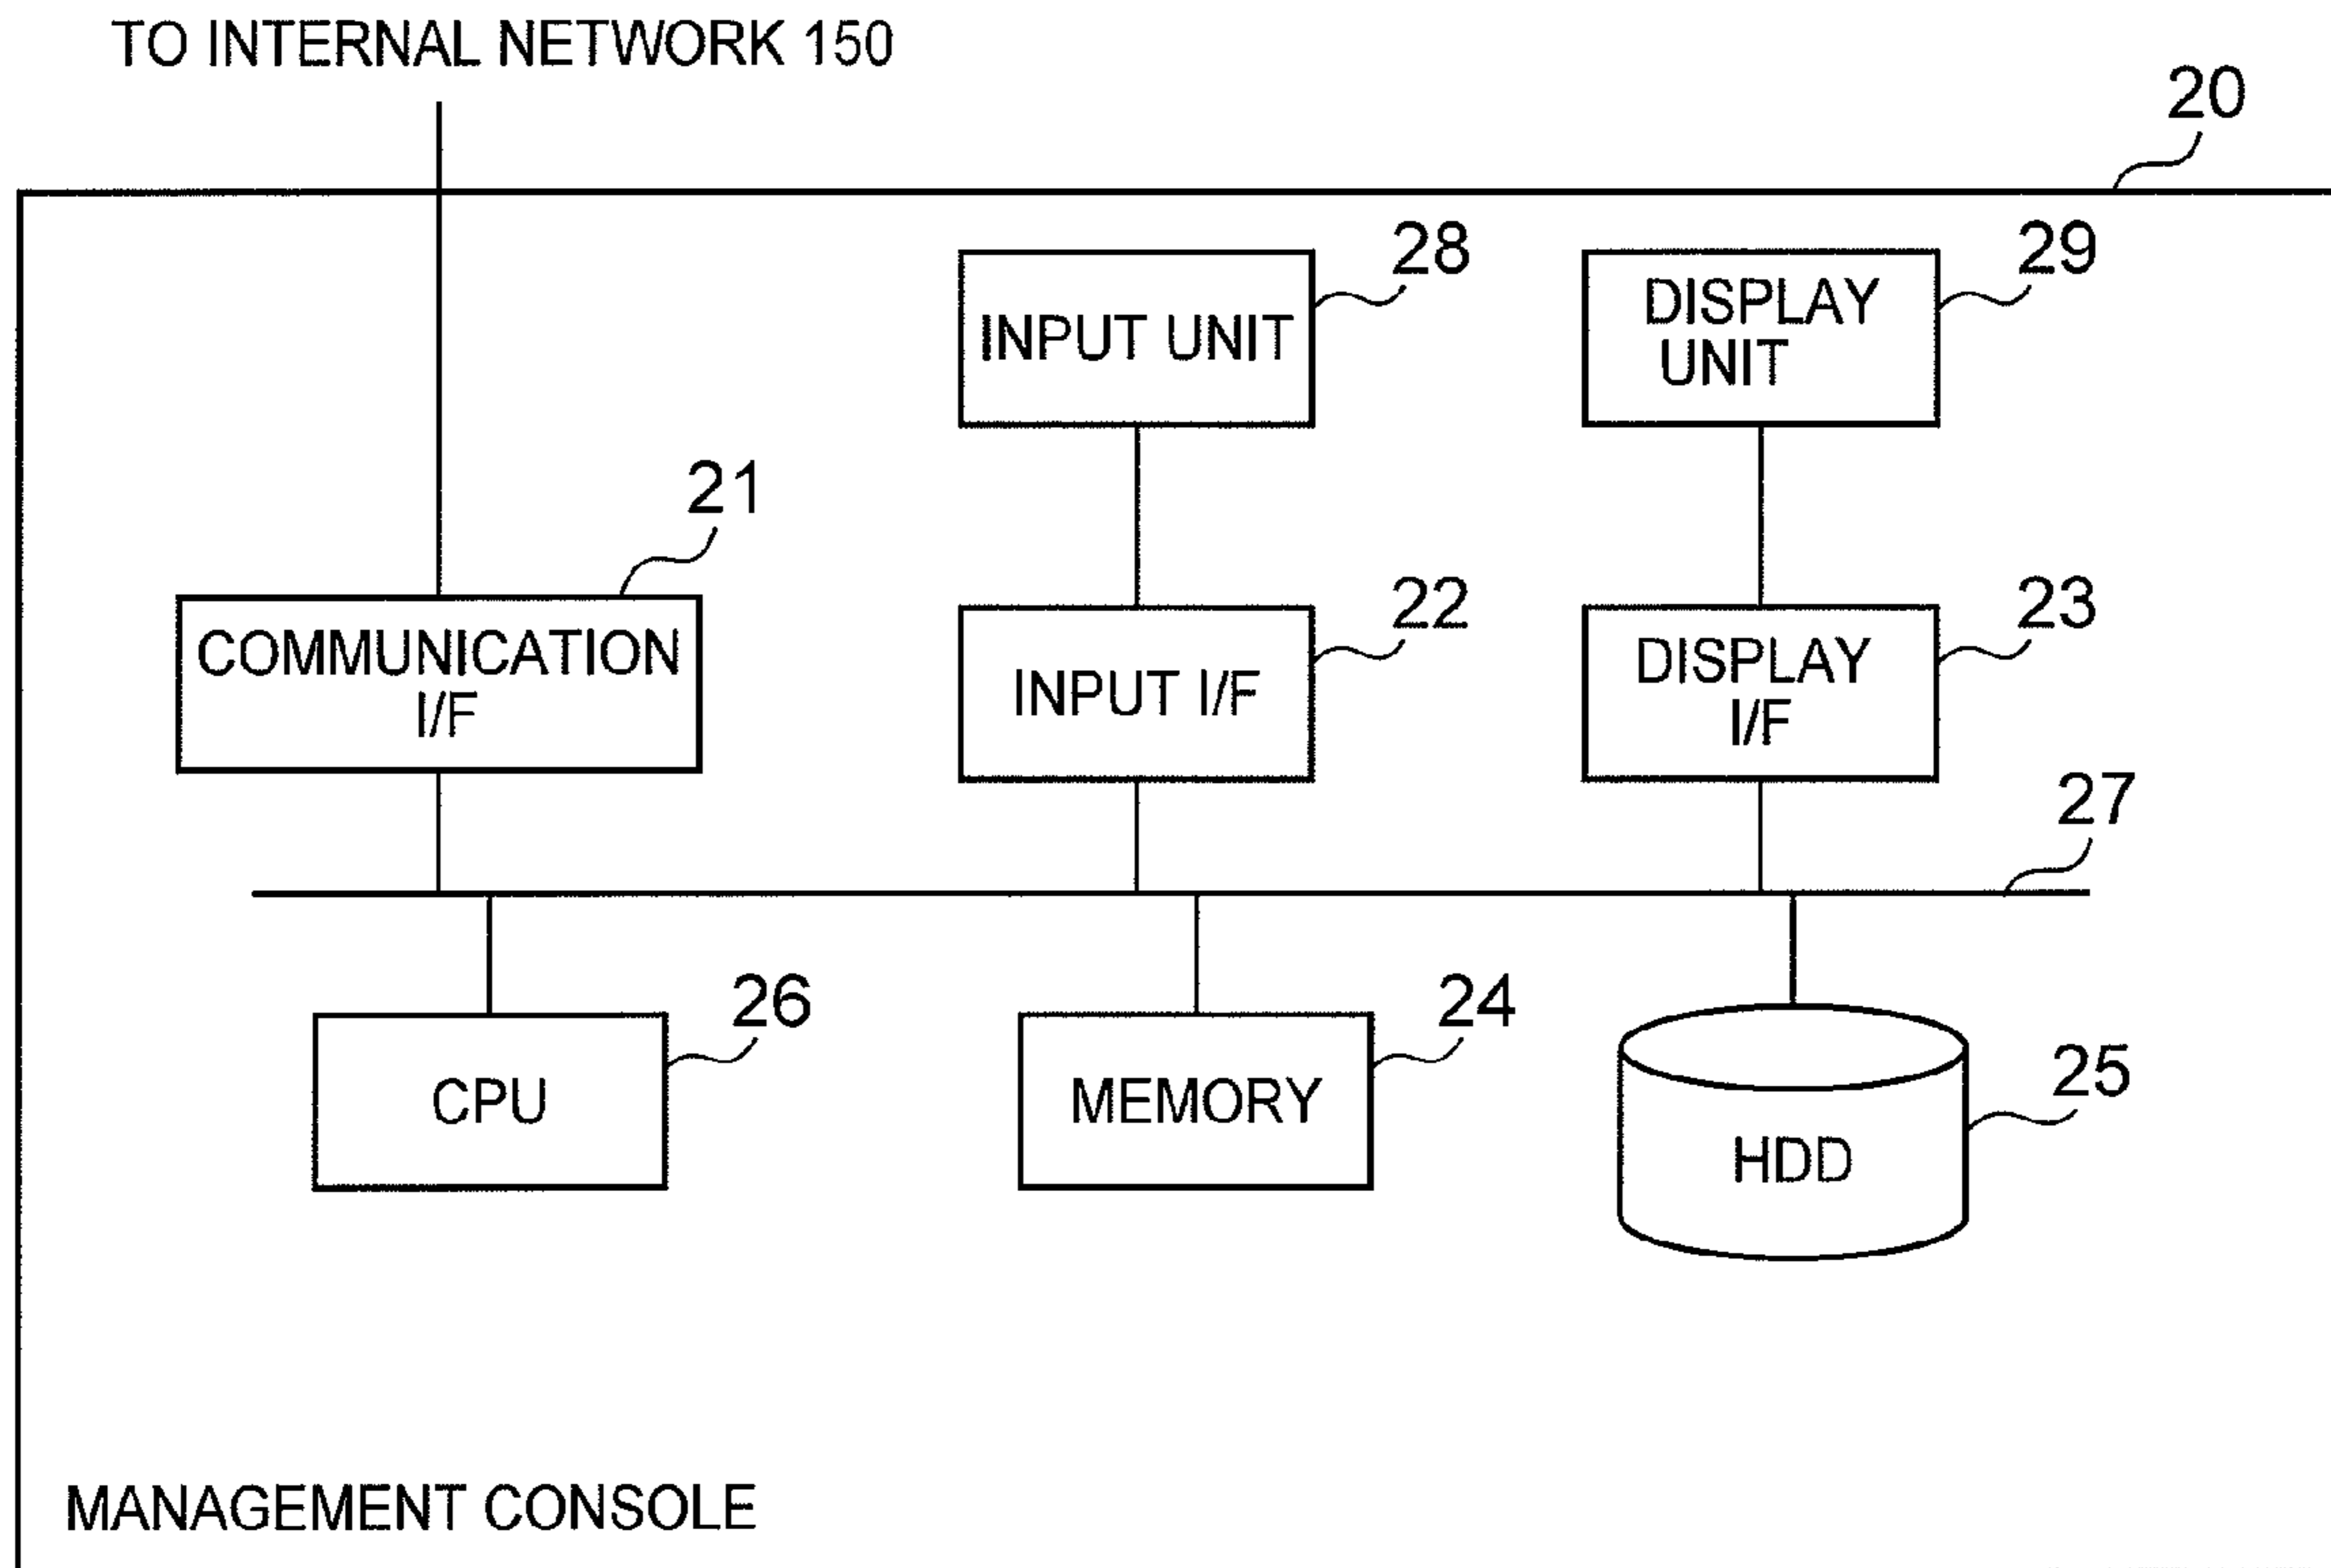 TO INTERNAL NETWORK 150
20
28
29
INPUT UNIT
DISPLAY
UNIT
21
22
23
COMMUNICATION
I/F
INPUT I/F
DISPLAY
I/F
27
26
24
25
CPU
MEMORY
HDD
MANAGEMENT CONSOLE